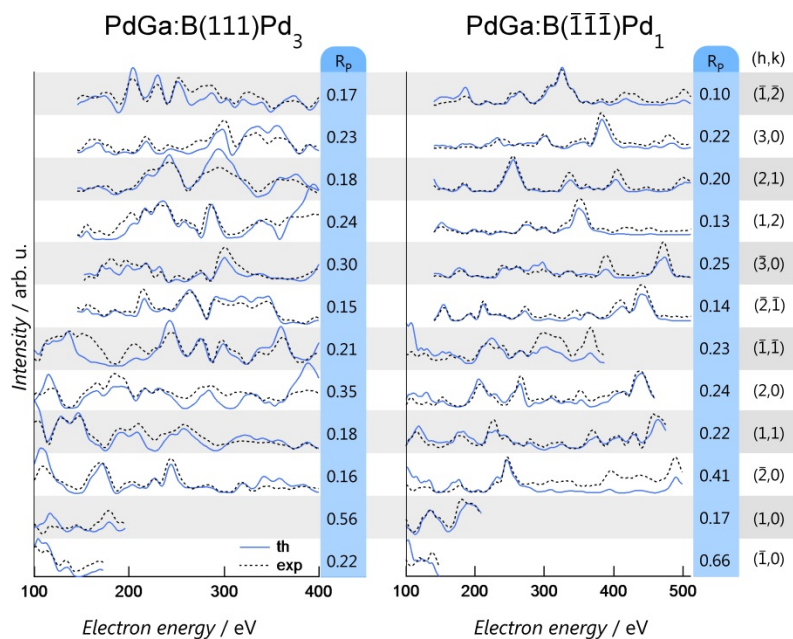 PdGa:B(111)Pd₃ PdGa:B(1̅1̅1̅)Pd₁
R_P R_P (h,k)
0.17 0.10 (1̅,2̅)
0.23 0.22 (3,0)
0.18 0.20 (2,1)
0.24 0.13 (1,2)
0.30 0.25 (3̅,0)
0.15 0.14 (2̅,1̅)
0.21 0.23 (1̅,1̅)
0.35 0.24 (2,0)
0.18 0.22 (1,1)
0.16 0.41 (2̅,0)
0.56 0.17 (1,0)
th
exp
0.22 0.66 (1̅,0)
Intensity / arb. u.
100 200 300 400 100 200 300 400 500
Electron energy / eV Electron energy / eV